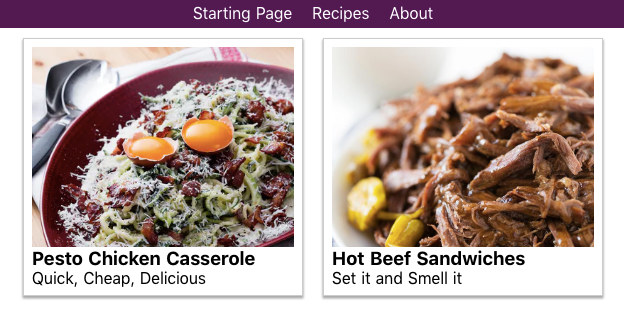 Starting Page Recipes About
Pesto Chicken Casserole
Quick, Cheap, Delicious
Hot Beef Sandwiches
Set it and Smell it